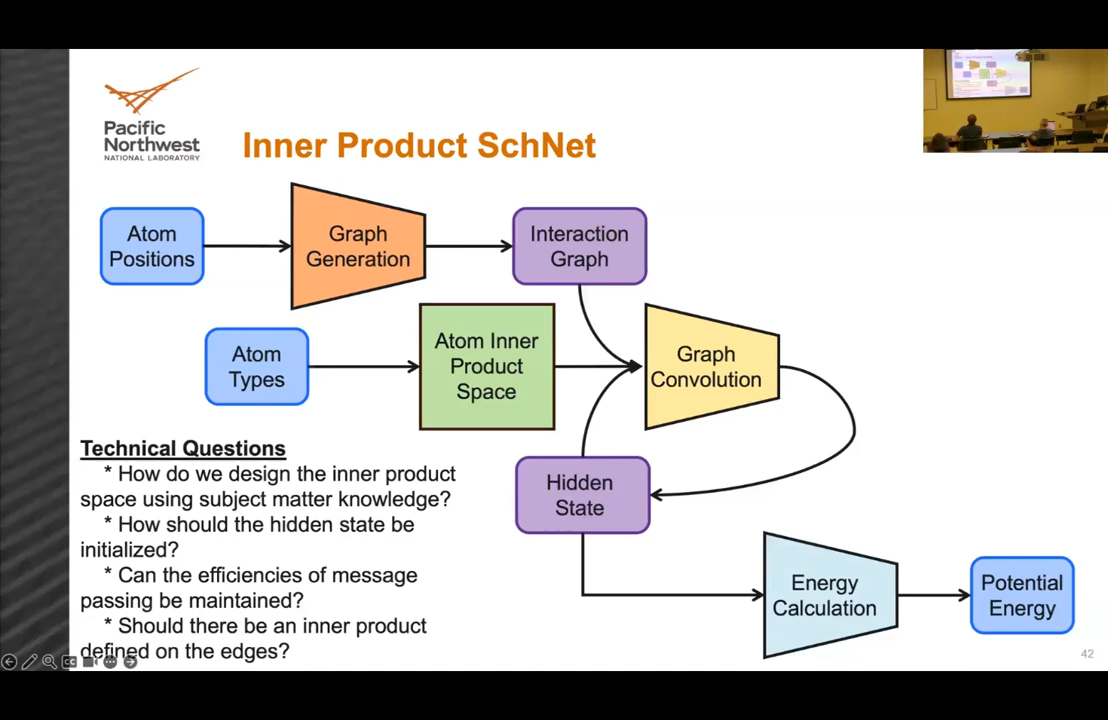 Pacific
Northwest
NATIONAL LABORATORY
Inner Product SchNet
Atom
Positions
Graph
Generation
Interaction
Graph
Atom
Types
Atom Inner
Product
Space
Graph
Convolution
Technical Questions
* How do we design the inner product
space using subject matter knowledge?
* How should the hidden state be
initialized?
* Can the efficiencies of message
passing be maintained?
* Should there be an inner product
defined on the edges?
Hidden
State
Energy
Calculation
Potential
Energy
42
CC